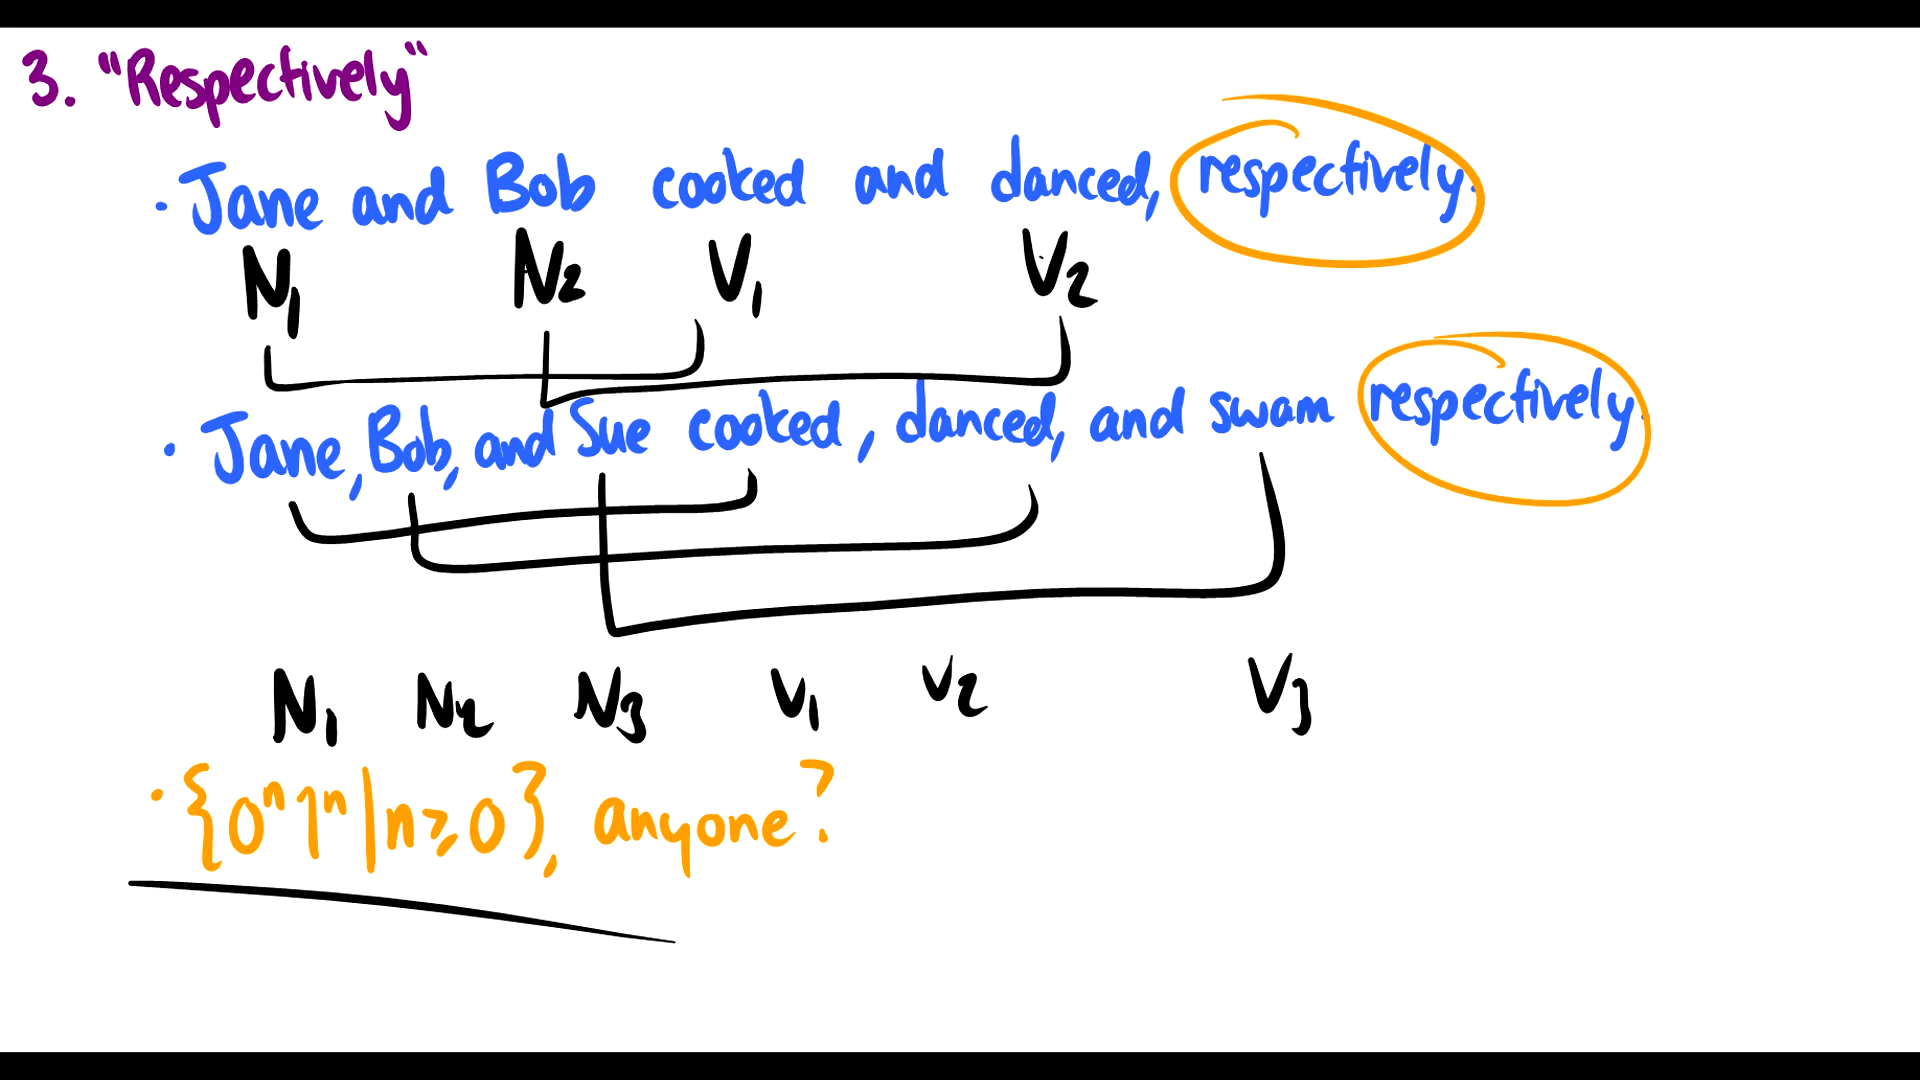 3. "Respectively"
· Jane and Bob cooked and danced, respectively.
N₁ N₂ V₁ V₂
· Jane, Bob, and Sue cooked, danced, and swam respectively.
N₁ N₂ N₃ V₁ V₂ V₃
· {0ⁿ1ⁿ | n ≥ 0}, anyone?